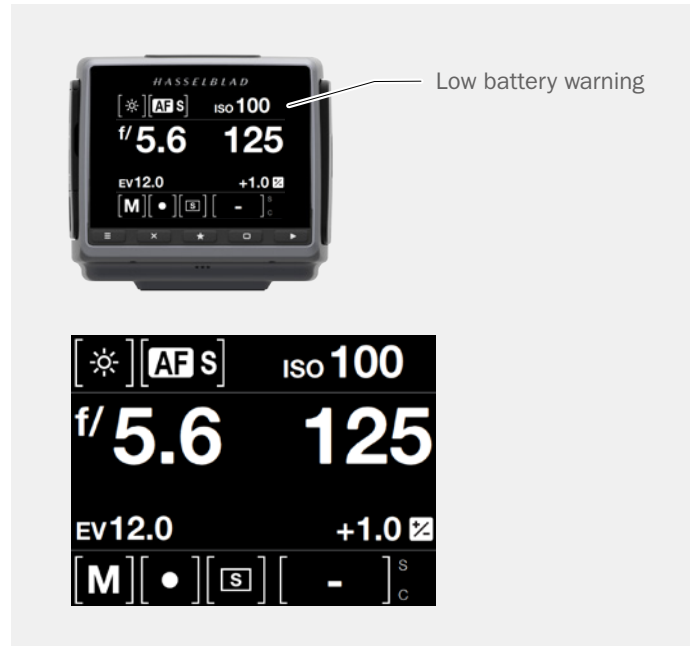 HASSELBLAD
Low battery warning
AF S ISO 100
f/5.6 125
EV12.0 +1.0
M S - S
C
AF S ISO 100
f/5.6 125
EV12.0 +1.0
M S - S
C